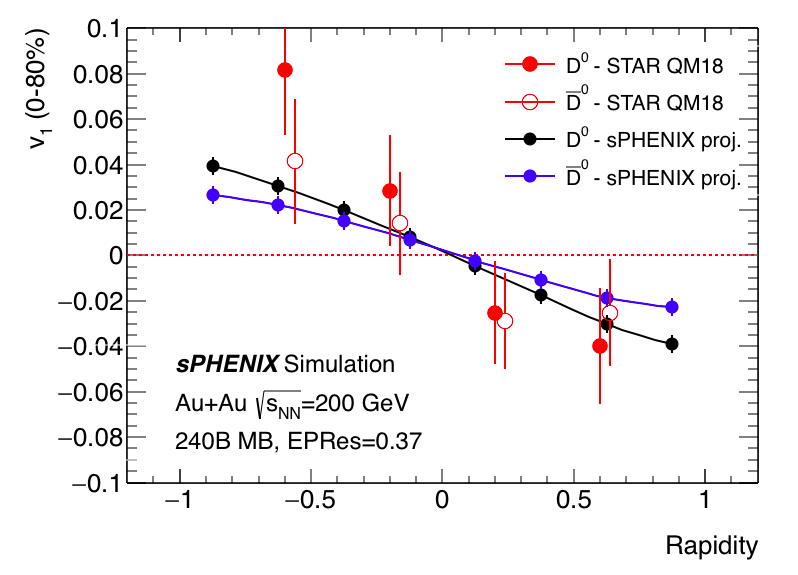 v₁ (0-80%)
0.1
0.08
0.06
0.04
0.02
0
−0.02
−0.04
−0.06
−0.08
−0.1
D⁰ - STAR QM18
D̅⁰ - STAR QM18
D⁰ - sPHENIX proj.
D̅⁰ - sPHENIX proj.
sPHENIX Simulation
Au+Au √s_NN=200 GeV
240B MB, EPRes=0.37
−1 −0.5 0 0.5 1
Rapidity